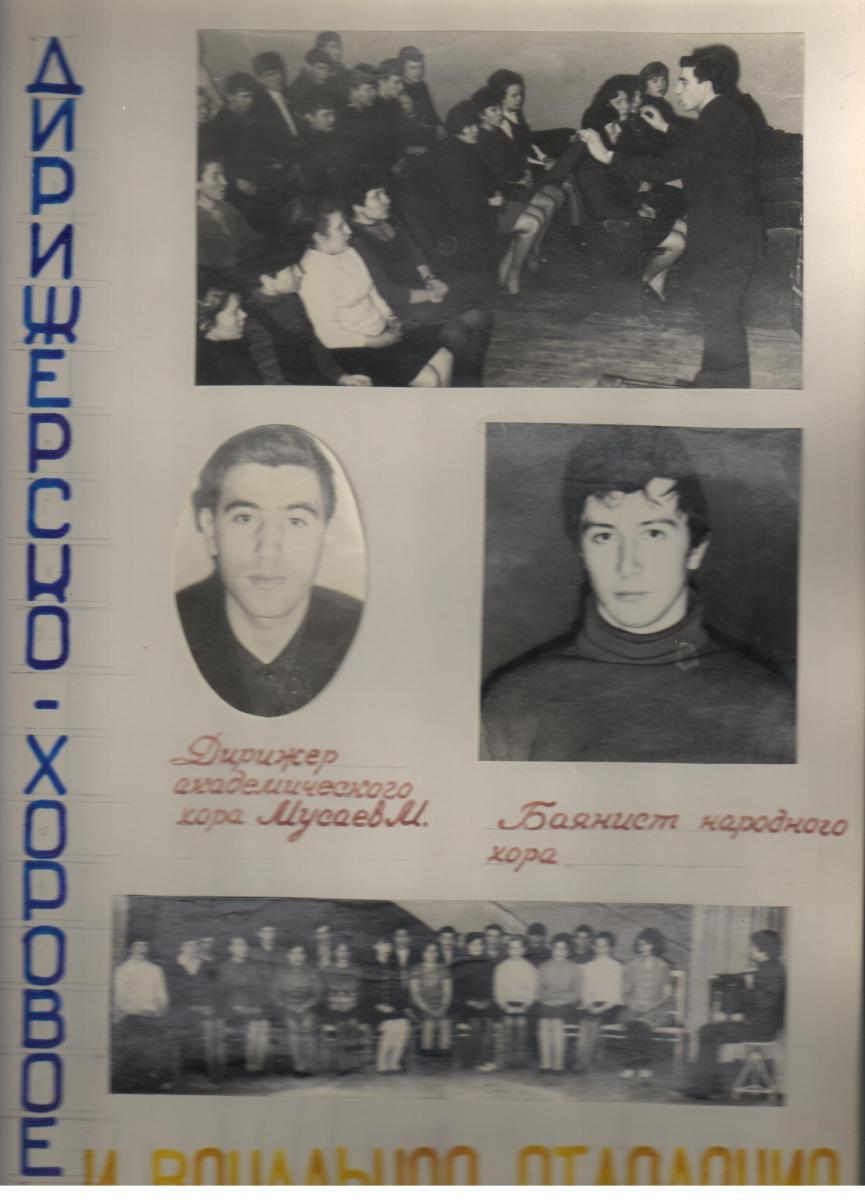 ДИРИЖЕРСКО-ХОРОВОЕ
Дирижер
академического
хора Мусаев М.
Баянист народного
хора
И ВОКАЛЬНОЕ ОТДЕЛЕНИЕ